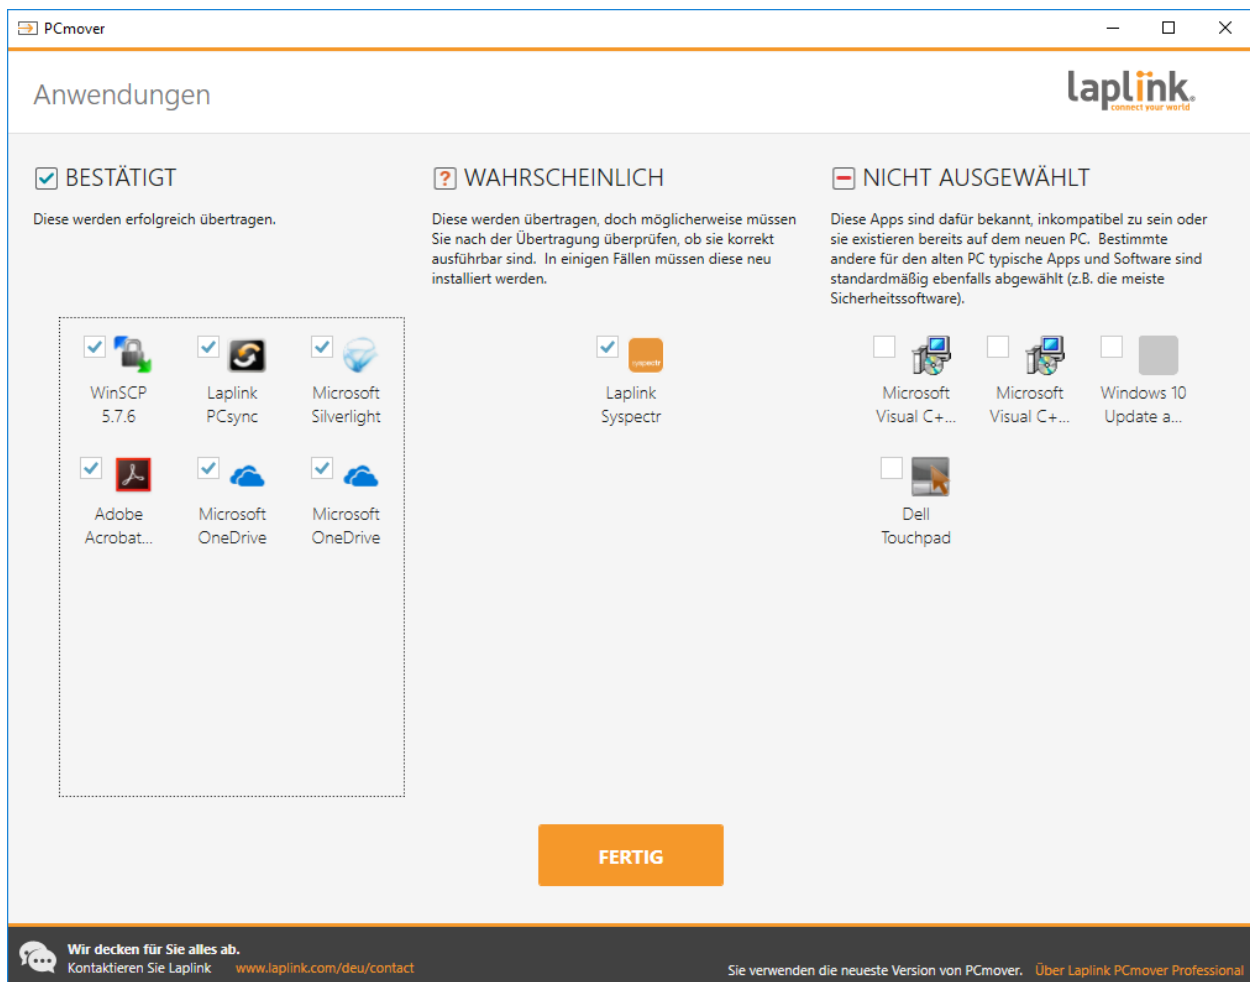 PCmover
Anwendungen
laplink.
connect your world
BESTÄTIGT
Diese werden erfolgreich übertragen.
WinSCP
5.7.6
Laplink
PCsync
Microsoft
Silverlight
Adobe
Acrobat...
Microsoft
OneDrive
Microsoft
OneDrive
? WAHRSCHEINLICH
Diese werden übertragen, doch möglicherweise müssen
Sie nach der Übertragung überprüfen, ob sie korrekt
ausführbar sind. In einigen Fällen müssen diese neu
installiert werden.
syspectr
Laplink
Syspectr
NICHT AUSGEWÄHLT
Diese Apps sind dafür bekannt, inkompatibel zu sein oder
sie existieren bereits auf dem neuen PC. Bestimmte
andere für den alten PC typische Apps und Software sind
standardmäßig ebenfalls abgewählt (z.B. die meiste
Sicherheitssoftware).
Microsoft
Visual C+...
Microsoft
Visual C+...
Windows 10
Update a...
Dell
Touchpad
FERTIG
Wir decken für Sie alles ab.
Kontaktieren Sie Laplink www.laplink.com/deu/contact
Sie verwenden die neueste Version von PCmover. Über Laplink PCmover Professional